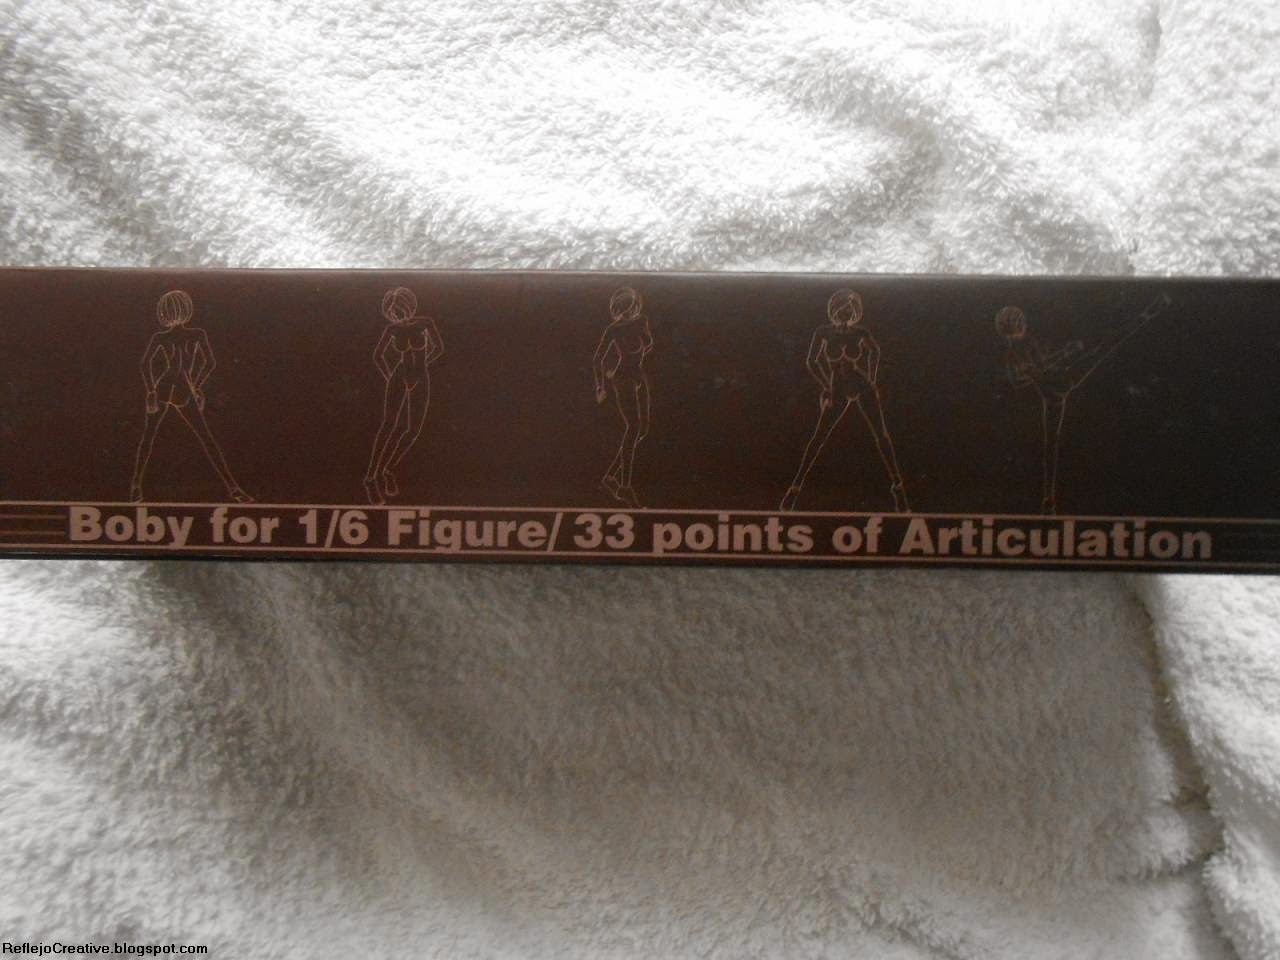 Boby for 1/6 Figure/ 33 points of Articulation
ReflejoCreative.blogspot.com